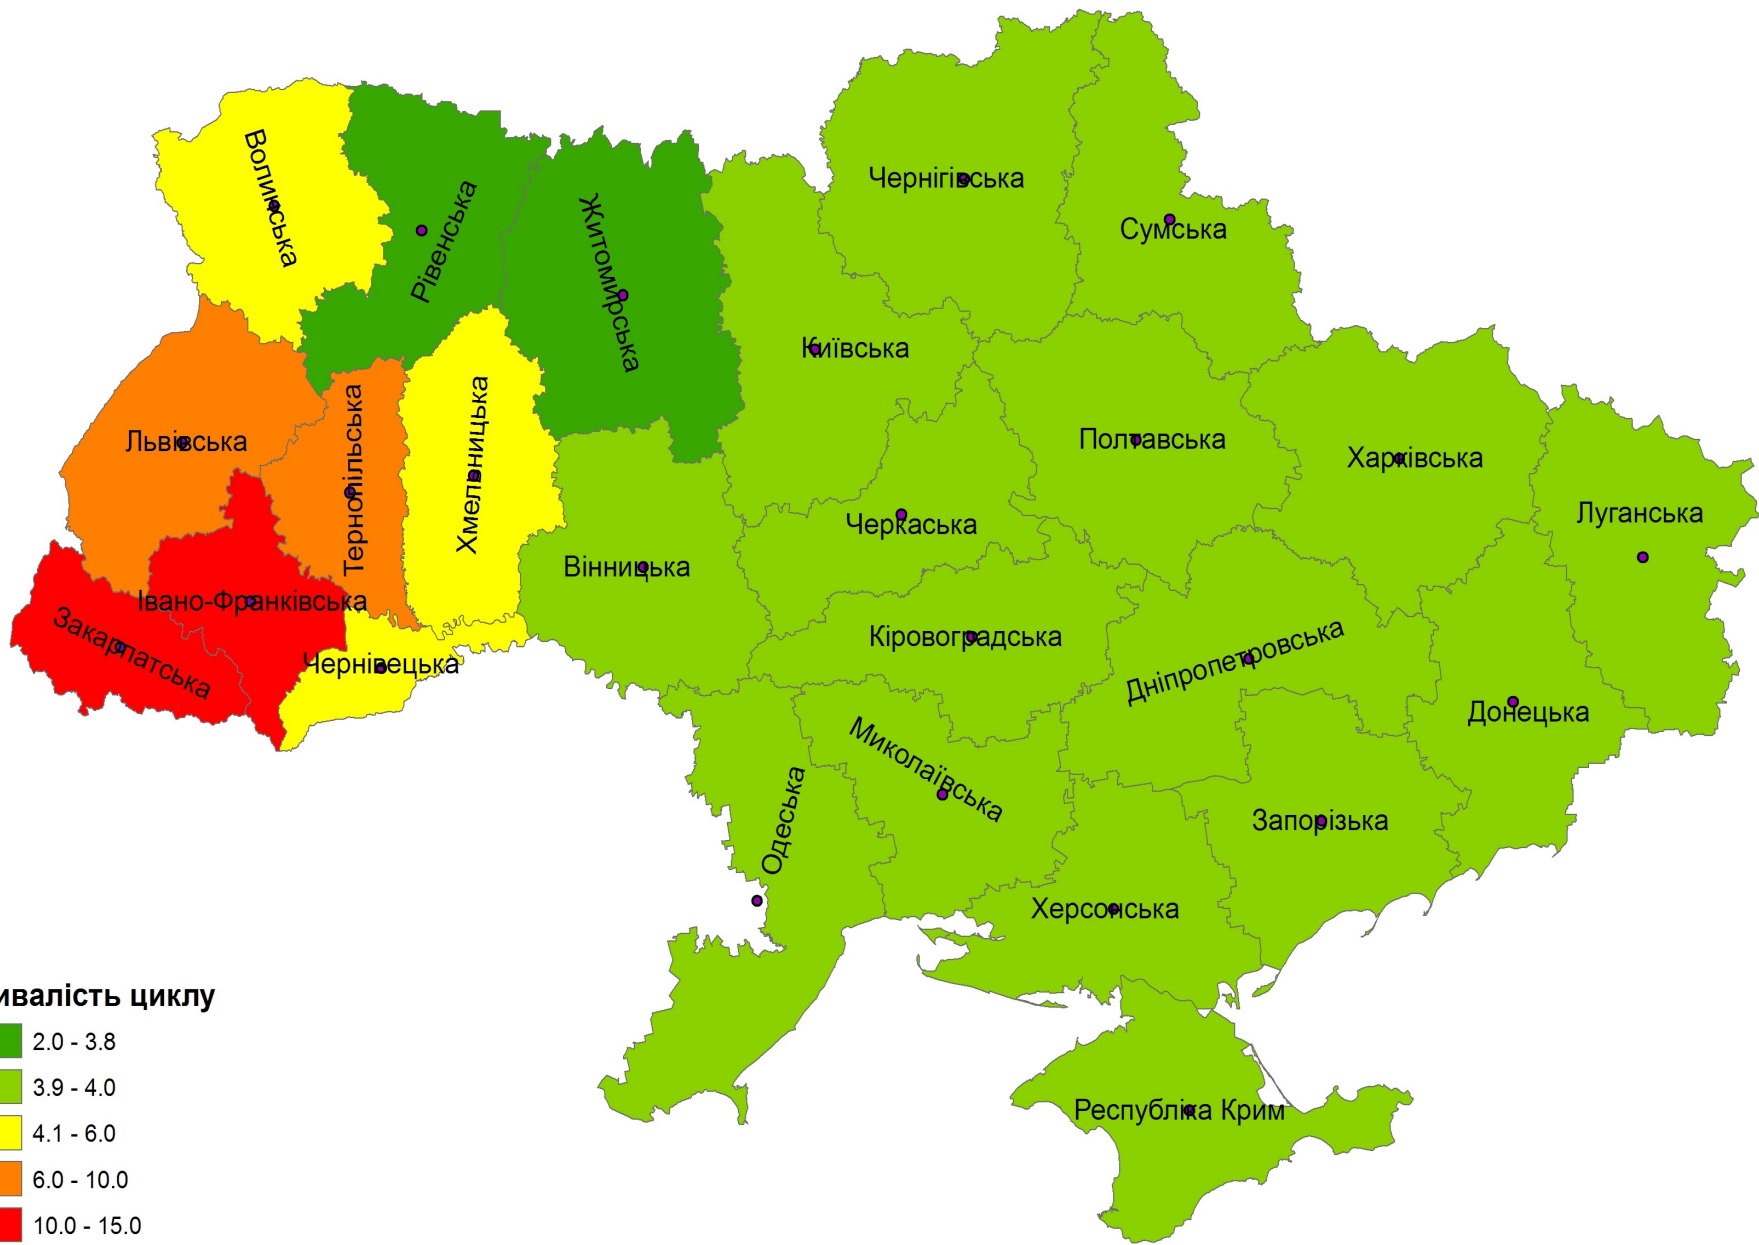 Чернігівська
Волинська
Рівенська
Житомирська
Сумська
Київська
Львівська
Тернопільська
Хмельницька
Полтавська
Харківська
Луганська
Черкаська
Вінницька
Івано-Франківська
Закарпатська
Чернівецька
Кіровоградська
Дніпропетровська
Донецька
Миколаївська
Одеська
Запорізька
Херсонська
Республіка Крим
ивалість циклу
2.0 - 3.8
3.9 - 4.0
4.1 - 6.0
6.0 - 10.0
10.0 - 15.0